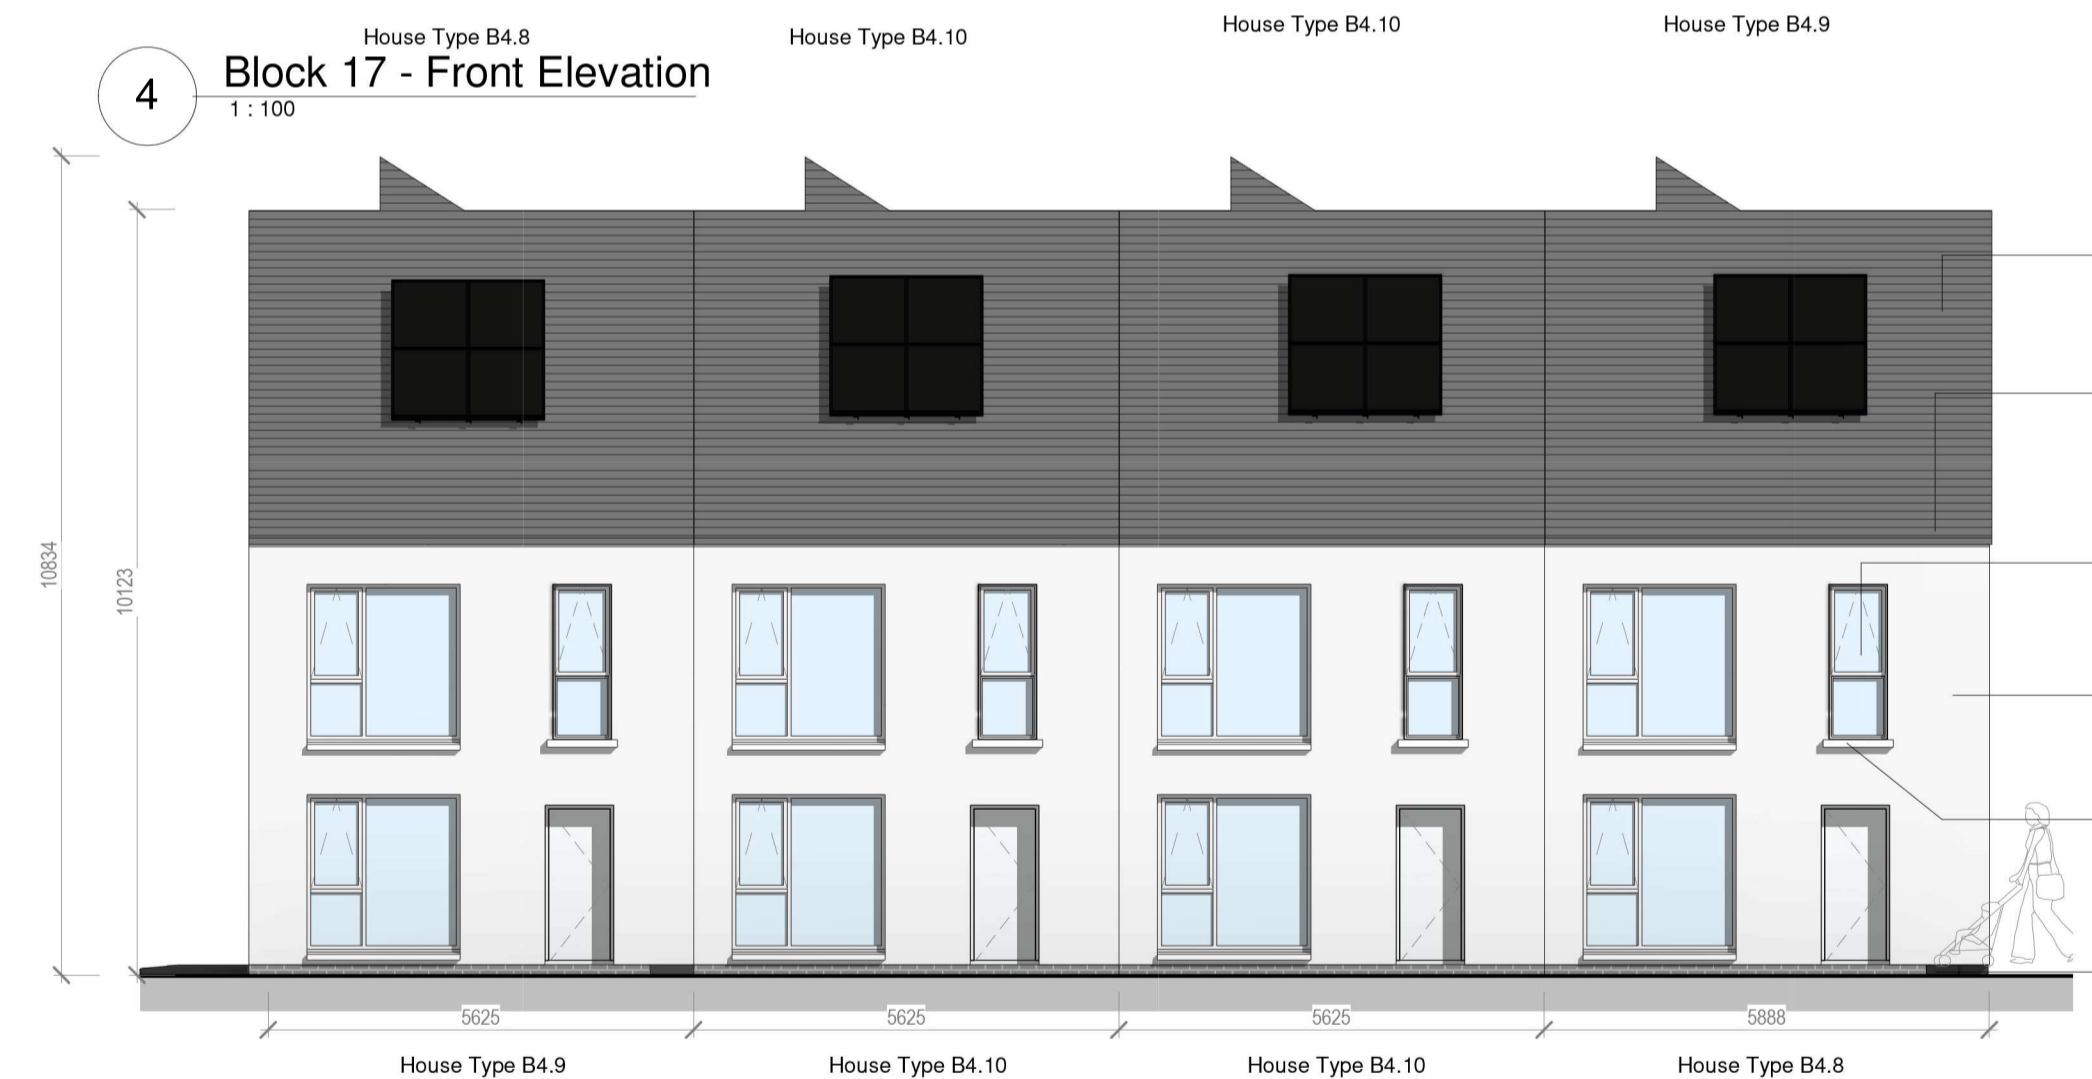 House Type B4.8
House Type B4.10
House Type B4.10
House Type B4.9
4
Block 17 - Front Elevation
1 : 100
10834
10123
5625
5625
5625
5888
House Type B4.9
House Type B4.10
House Type B4.10
House Type B4.8